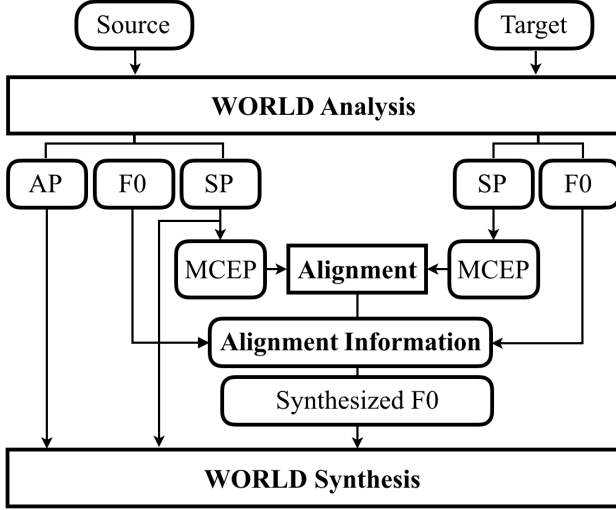 Source
Target
WORLD Analysis
AP
F0
SP
SP
F0
MCEP
Alignment
MCEP
Alignment Information
Synthesized F0
WORLD Synthesis